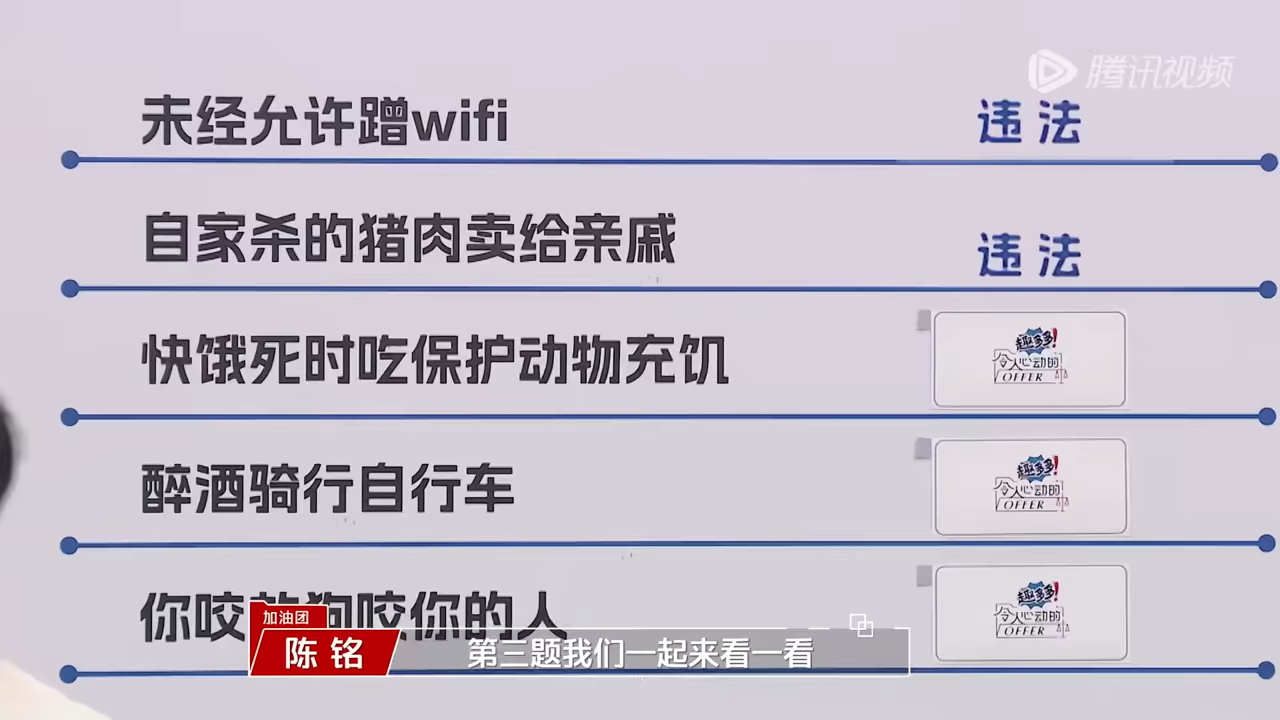 腾讯视频
未经允许蹭wifi
违法
自家杀的猪肉卖给亲戚
违法
快饿死时吃保护动物充饥
趣多多!
令人心动的
OFFER
醉酒骑行自行车
趣多多!
令人心动的
OFFER
你咬 狗咬你的人
趣多多!
令人心动的
OFFER
加油团
陈铭
第三题我们一起来看一看